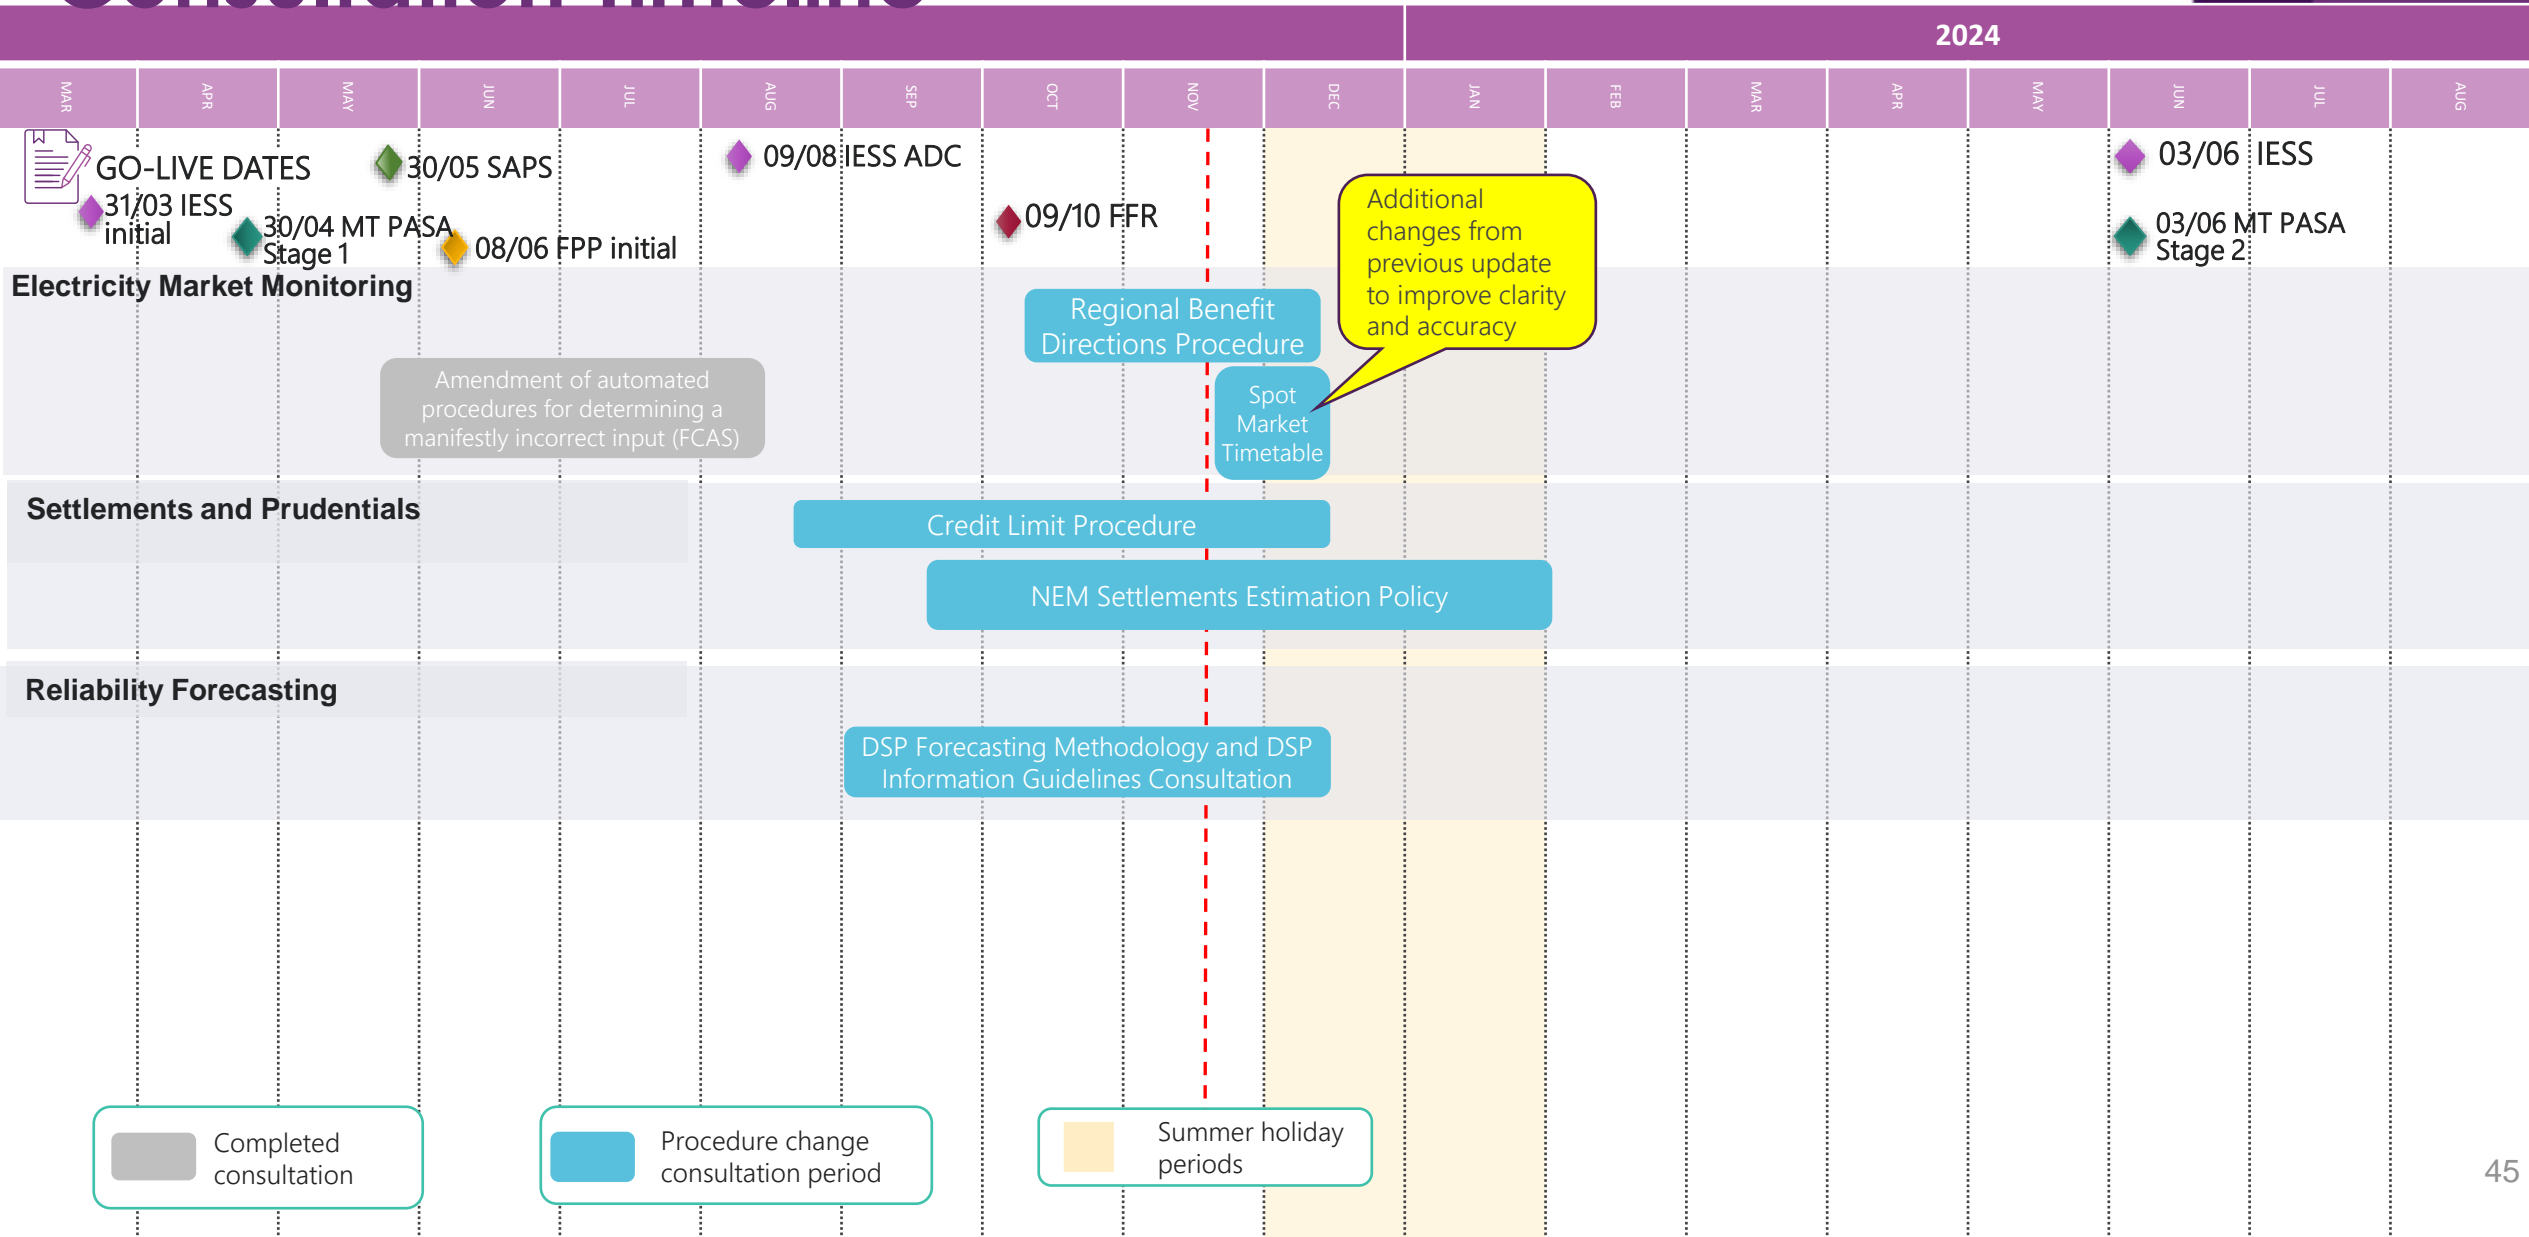 Consultation timeline
2024
MAR
APR
MAY
JUN
JUL
AUG
SEP
OCT
NOV
DEC
JAN
FEB
MAR
APR
MAY
JUN
JUL
AUG
GO-LIVE DATES
30/05 SAPS
09/08 IESS ADC
03/06 IESS
31/03 IESS
initial
30/04 MT PASA
Stage 1
08/06 FPP initial
09/10 FFR
03/06 MT PASA
Stage 2
Additional
changes from
previous update
to improve clarity
and accuracy
Electricity Market Monitoring
Regional Benefit
Directions Procedure
Amendment of automated
procedures for determining a
manifestly incorrect input (FCAS)
Spot
Market
Timetable
Settlements and Prudentials
Credit Limit Procedure
NEM Settlements Estimation Policy
Reliability Forecasting
DSP Forecasting Methodology and DSP
Information Guidelines Consultation
Completed
consultation
Procedure change
consultation period
Summer holiday
periods
45